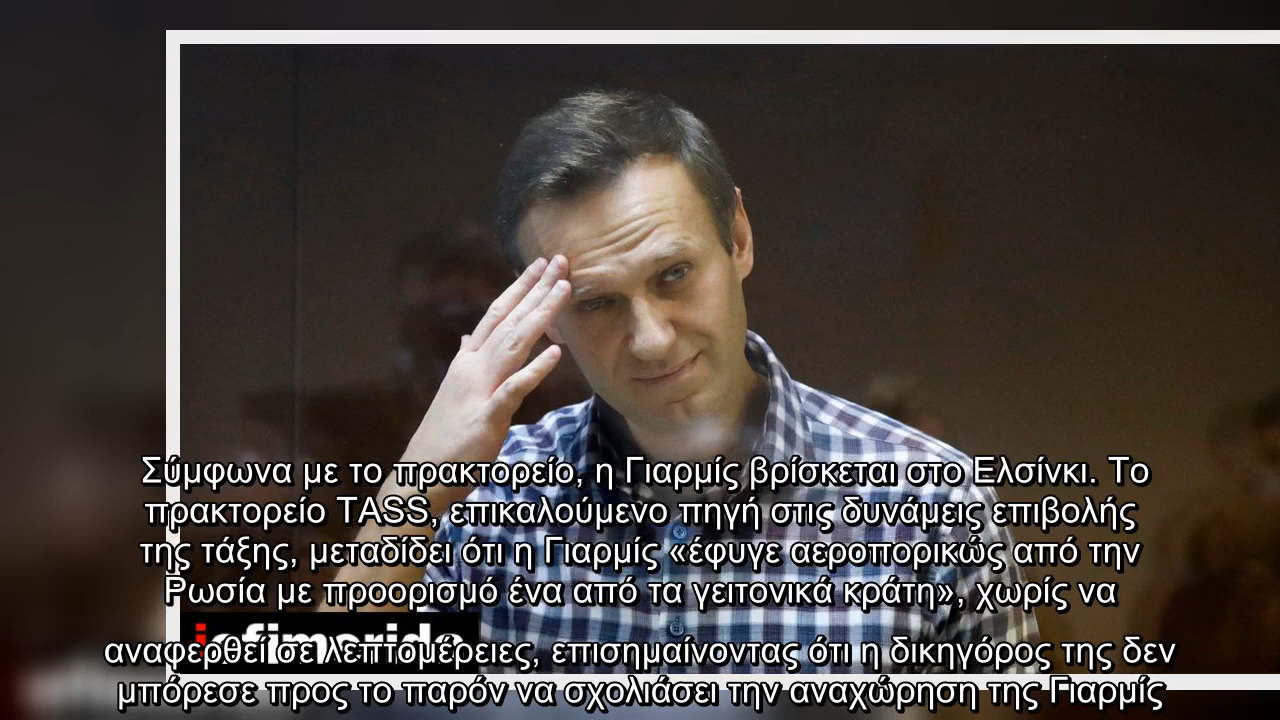 Σύμφωνα με το πρακτορείο, η Γιαρμίς βρίσκεται στο Ελσίνκι. Το
πρακτορείο TASS, επικαλούμενο πηγή στις δυνάμεις επιβολής
της τάξης, μεταδίδει ότι η Γιαρμίς «έφυγε αεροπορικώς από την
Ρωσία με προορισμό ένα από τα γειτονικά κράτη», χωρίς να
αναφερθεί σε λεπτομέρειες, επισημαίνοντας ότι η δικηγόρος της δεν
μπόρεσε προς το παρόν να σχολιάσει την αναχώρηση της Γιαρμίς